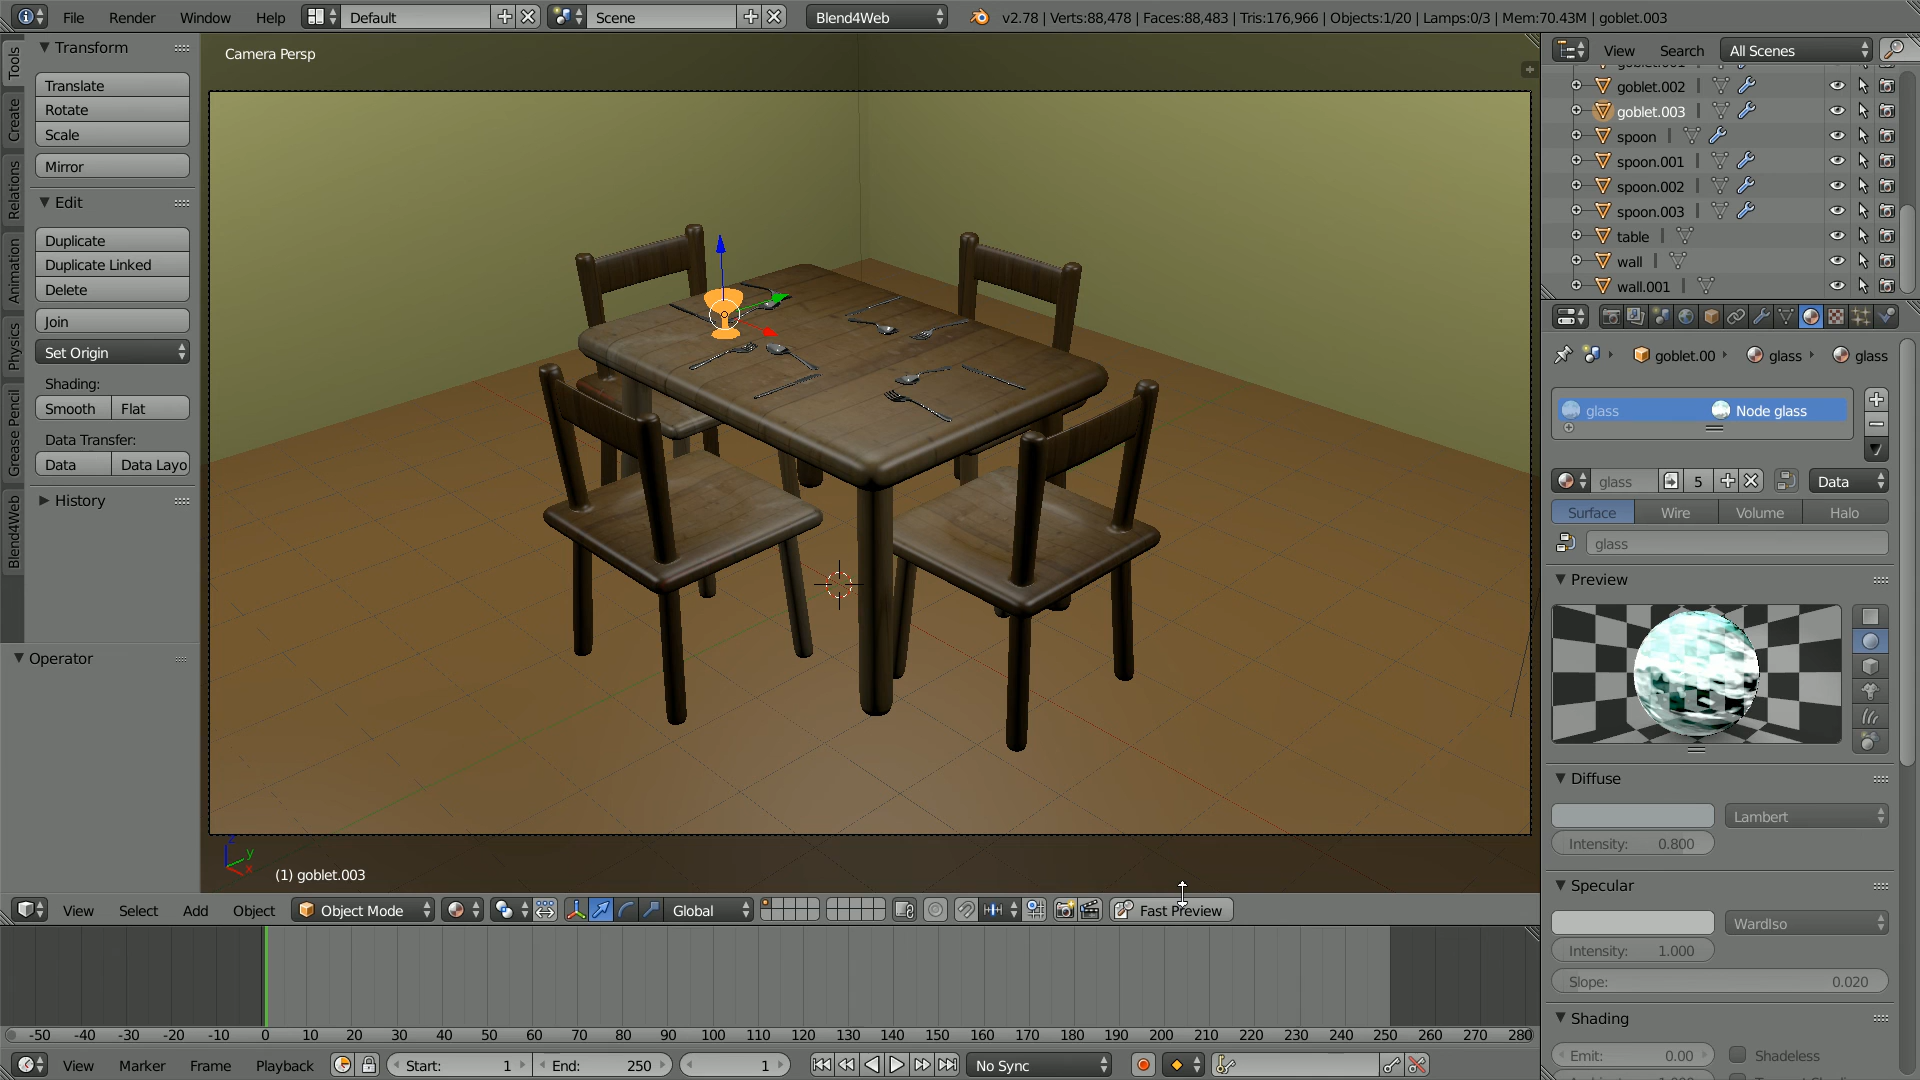 File Render Window Help Default Scene Blend4Web v2.78 | Verts:88,478 | Faces:88,483 | Tris:176,966 | Objects:1/20 | Lamps:0/3 | Mem:70.43M | goblet.003
Tools
Create
Relations
Animation
Physics
Grease Pencil
Blend4Web
Transform
Translate
Rotate
Scale
Mirror
Edit
Duplicate
Duplicate Linked
Delete
Join
Set Origin
Shading:
Smooth Flat
Data Transfer:
Data Data Layo
History
Operator
Camera Persp
z
y
x
(1) goblet.003
View Select Add Object Object Mode Global Fast Preview
-50 -40 -30 -20 -10 0 10 20 30 40 50 60 70 80 90 100 110 120 130 140 150 160 170 180 190 200 210 220 230 240 250 260 270 280
View Marker Frame Playback Start: 1 End: 250 1 No Sync
View Search All Scenes
goblet.001
goblet.002
goblet.003
spoon
spoon.001
spoon.002
spoon.003
table
wall
wall.001
goblet.00 glass glass
glass Node glass
glass 5 Data
Surface Wire Volume Halo
glass
Preview
Diffuse
Lambert
Intensity: 0.800
Specular
WardIso
Intensity: 1.000
Slope: 0.020
Shading
Emit: 0.00 Shadeless